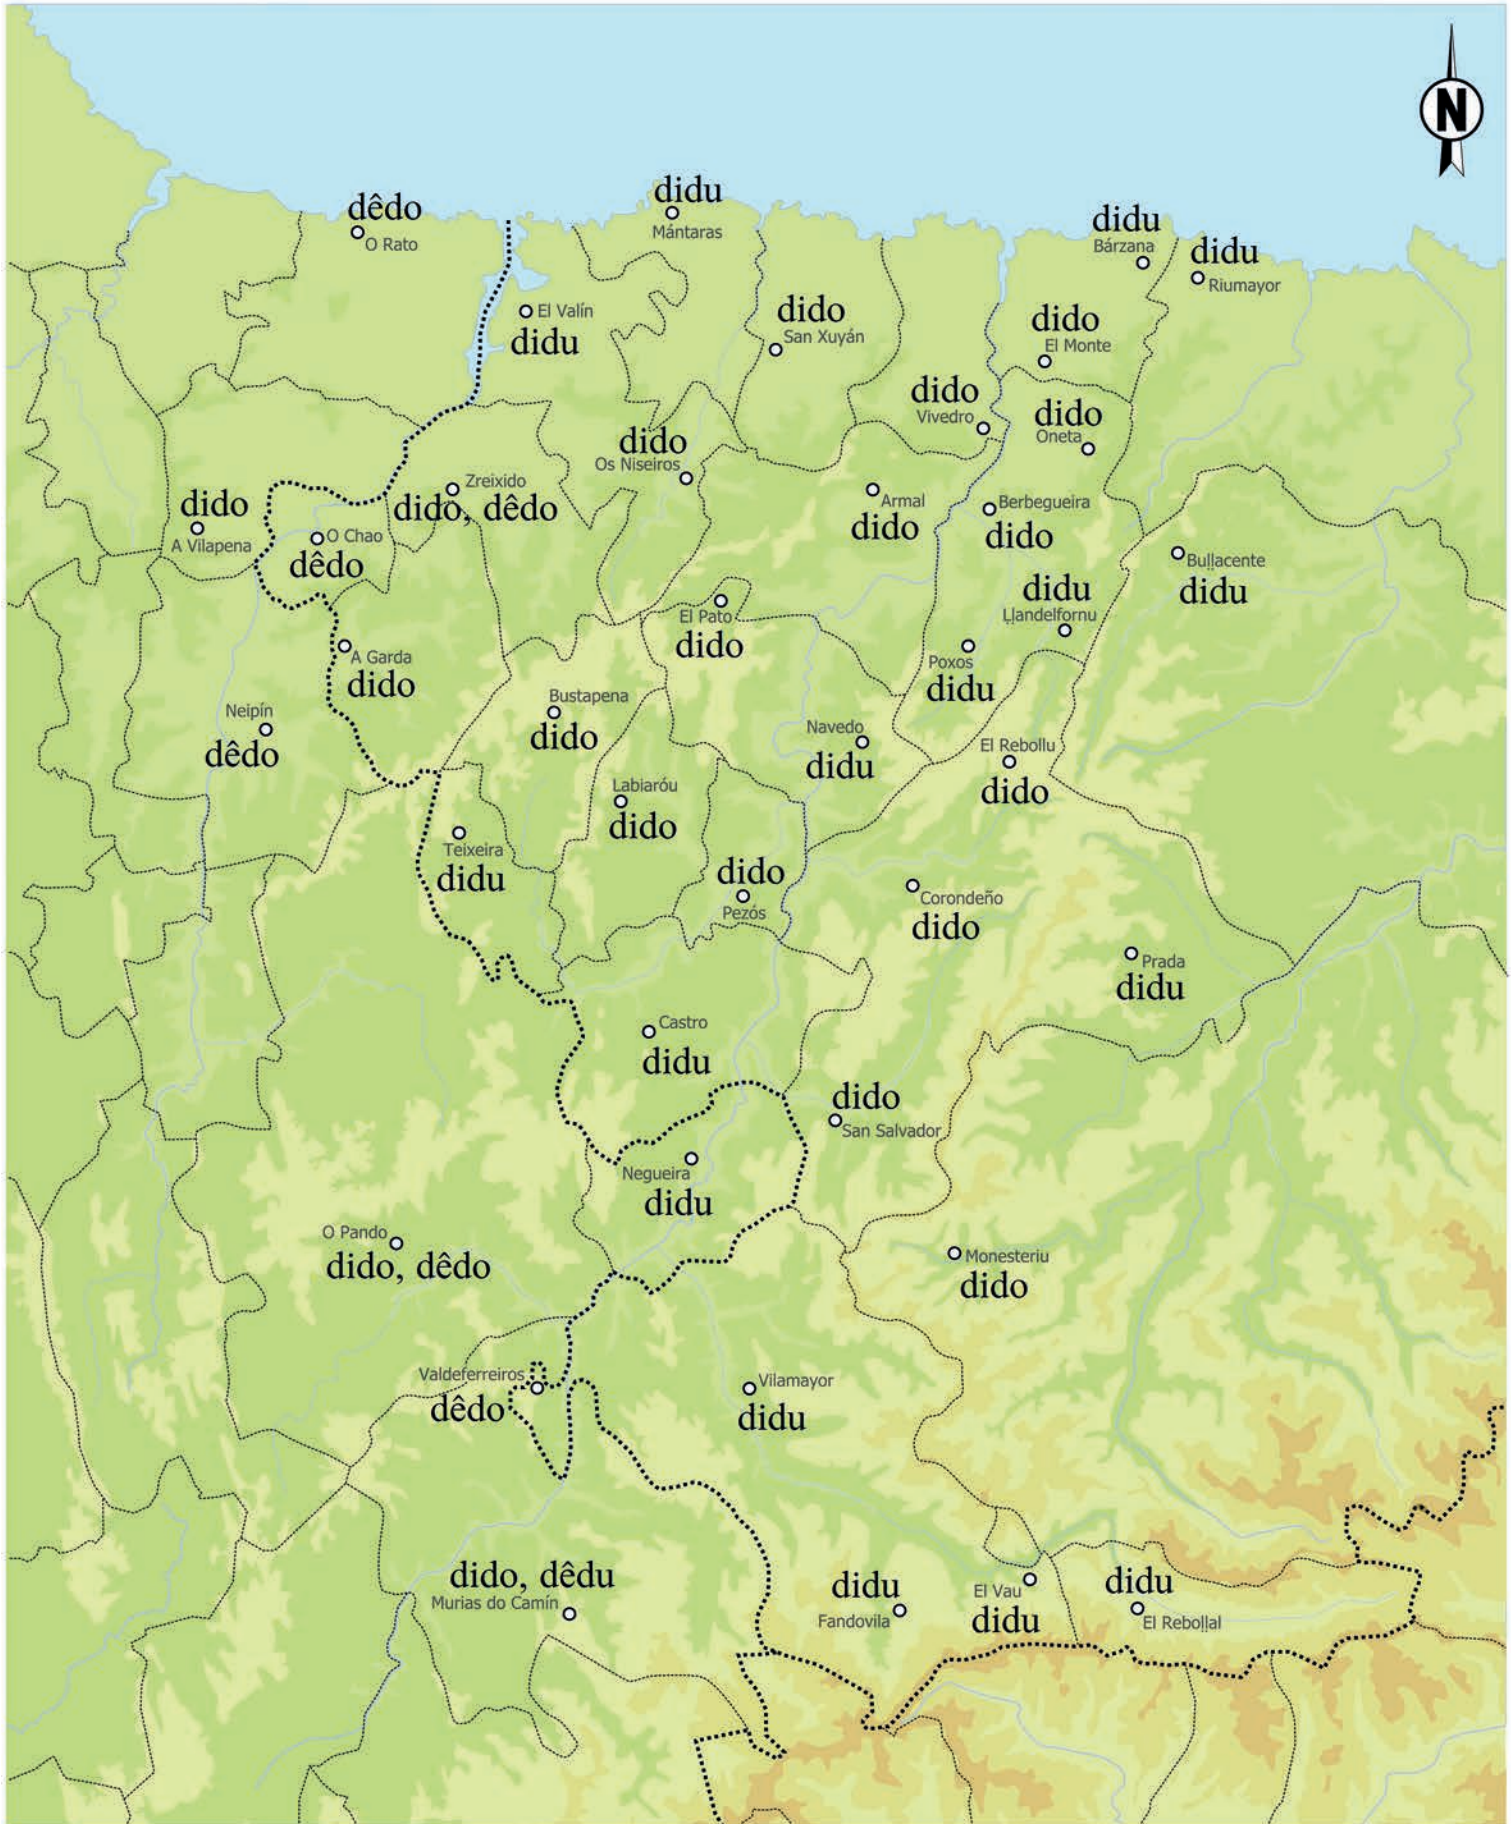 N
didu
Mántaras
dêdo
O Rato
didu
Bárzana
didu
Riumayor
El Valín
didu
dido
San Xuyán
dido
El Monte
dido
Vivedro
dido
Oneta
dido
Os Niseiros
Zreixido
dido, dêdo
dido
A Vilapena
O Chao
dêdo
Armal
dido
Berbegueira
dido
Buḷḷacente
didu
didu
Ḷḷandelfornu
El Pato
dido
A Garda
dido
Poxos
didu
Bustapena
dido
Neipín
dêdo
Navedo
didu
El Rebollu
dido
Labiaróu
dido
Teixeira
didu
dido
Pezós
Corondeño
dido
Prada
didu
Castro
didu
dido
San Salvador
Negueira
didu
O Pando
dido, dêdo
Monesteriu
dido
Valdeferreiros
dêdo
Vilamayor
didu
dido, dêdu
Murias do Camín
didu
Fandovila
El Vau
didu
didu
El Reboḷḷal